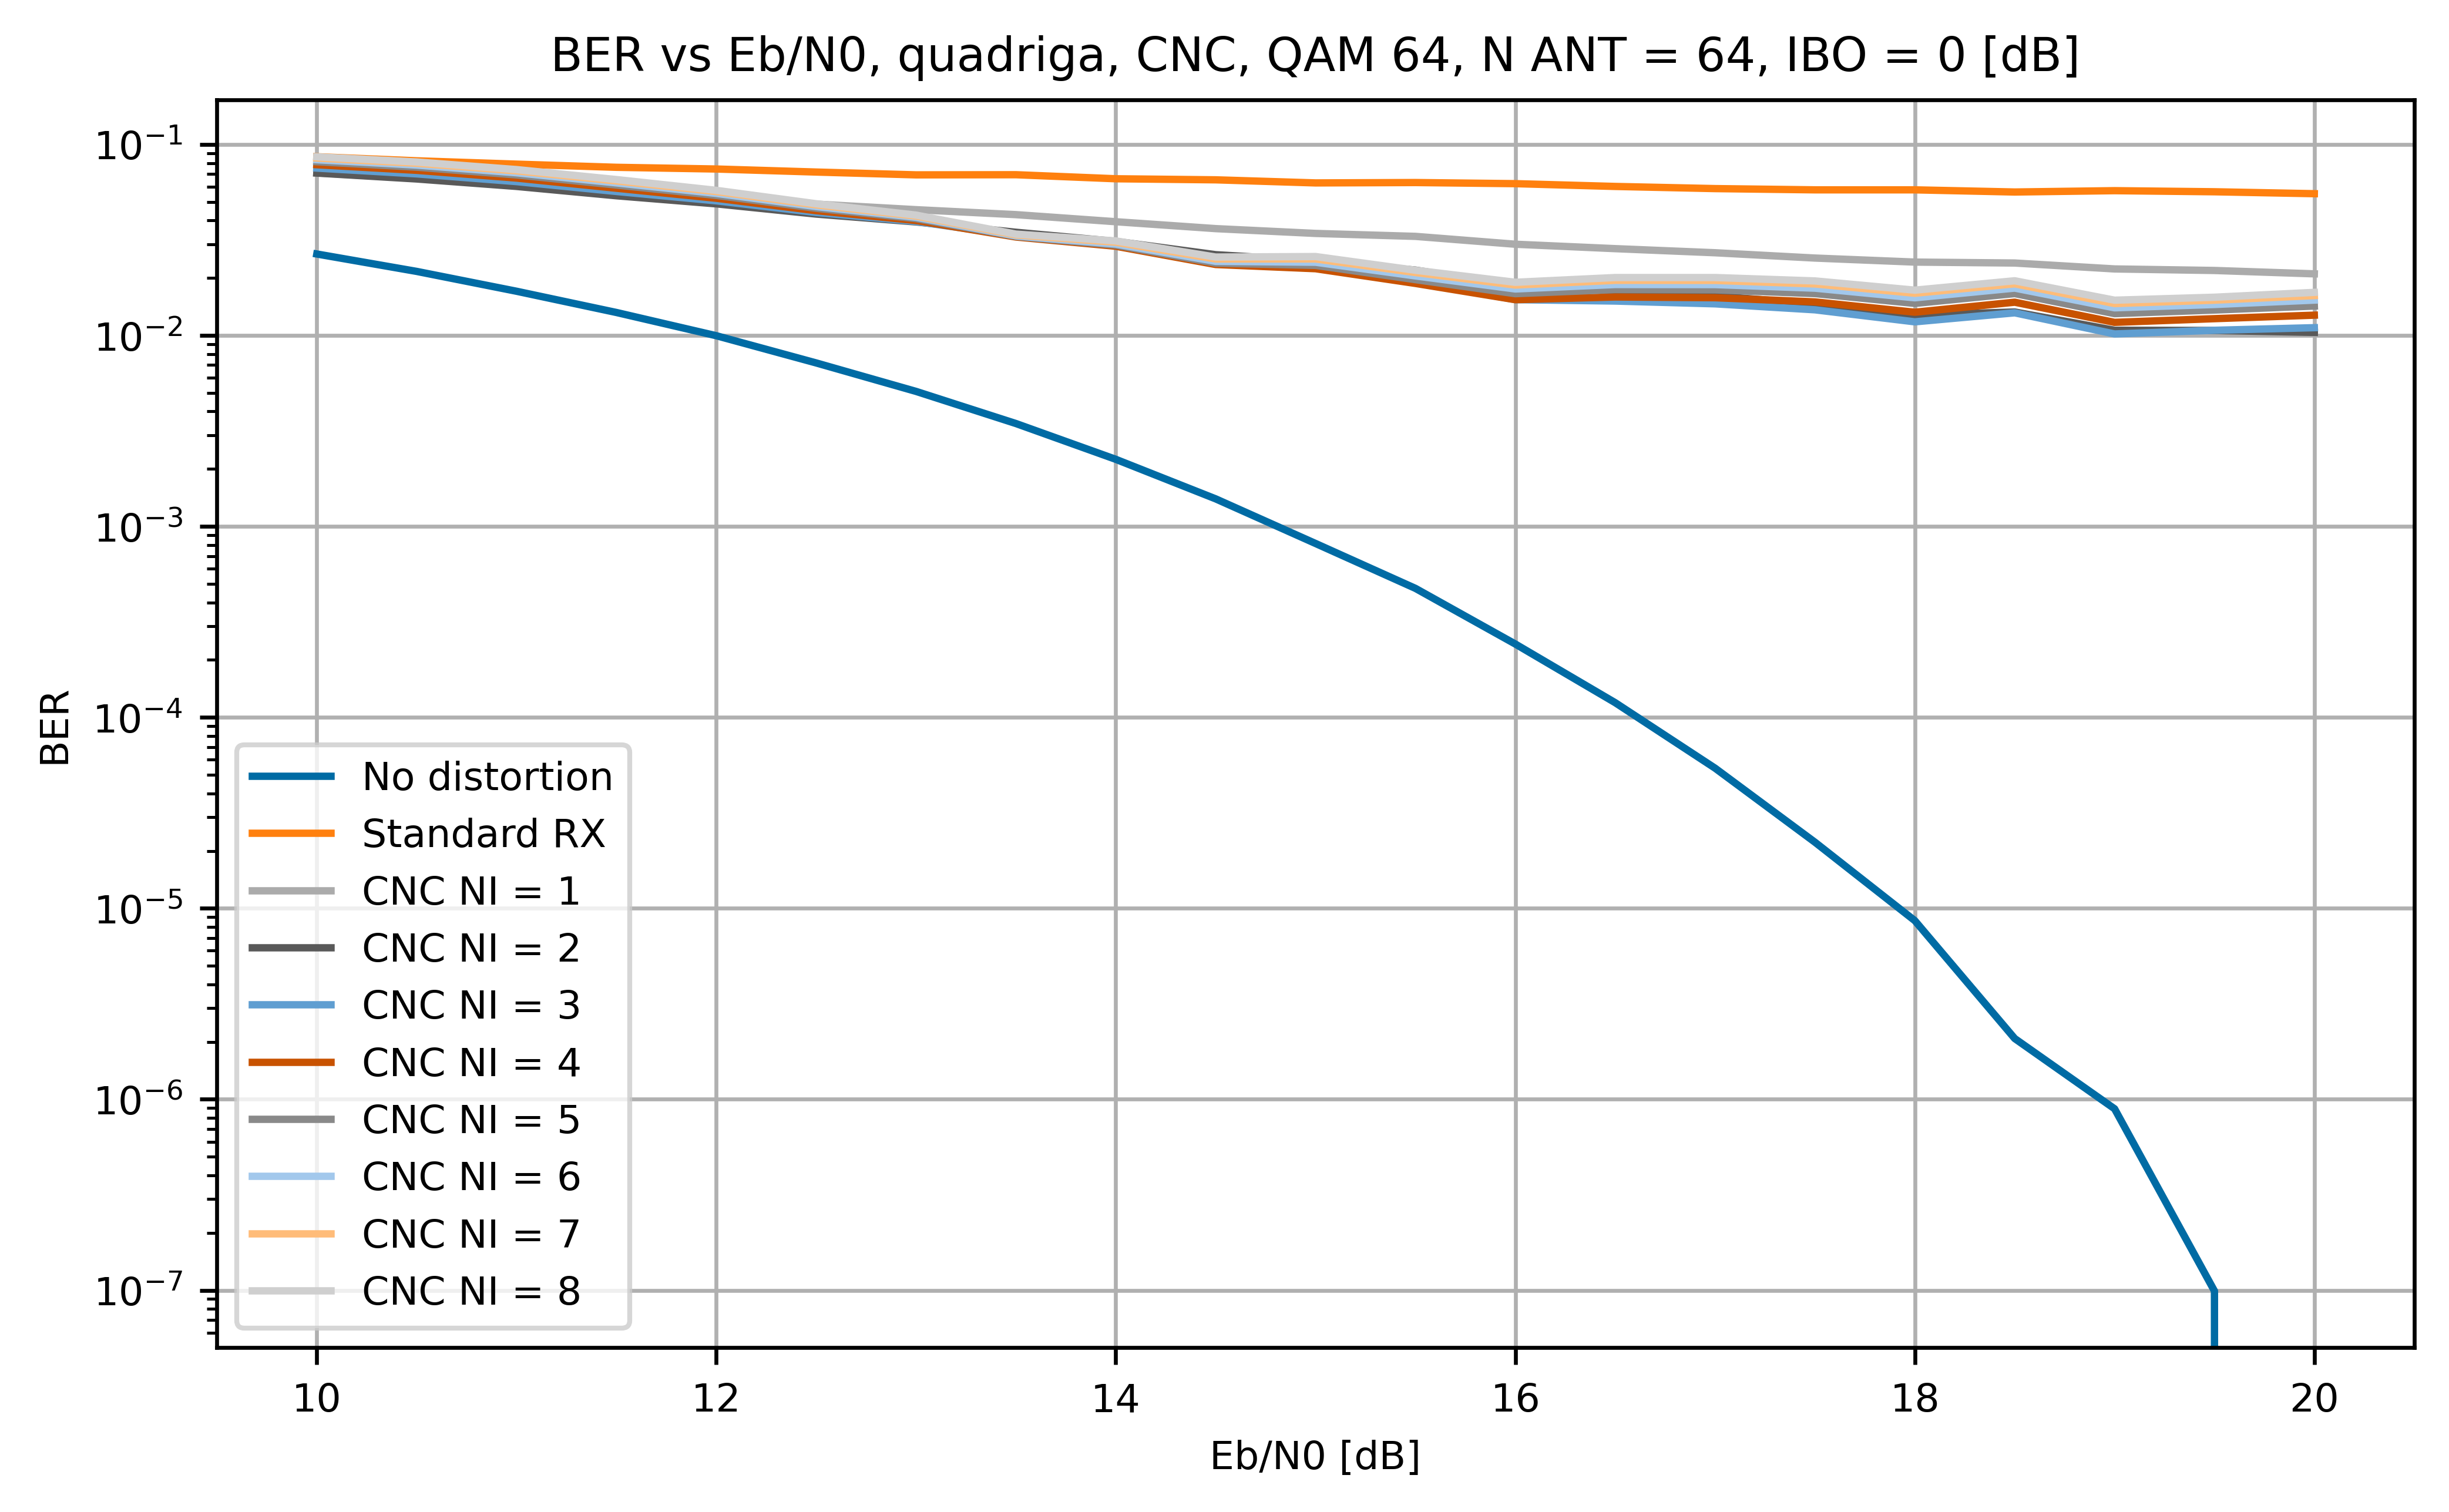 BER vs Eb/N0, quadriga, CNC, QAM 64, N ANT = 64, IBO = 0 [dB]
10⁻¹
10⁻²
10⁻³
10⁻⁴
10⁻⁵
10⁻⁶
10⁻⁷
BER
No distortion
Standard RX
CNC NI = 1
CNC NI = 2
CNC NI = 3
CNC NI = 4
CNC NI = 5
CNC NI = 6
CNC NI = 7
CNC NI = 8
10 12 14 16 18 20
Eb/N0 [dB]